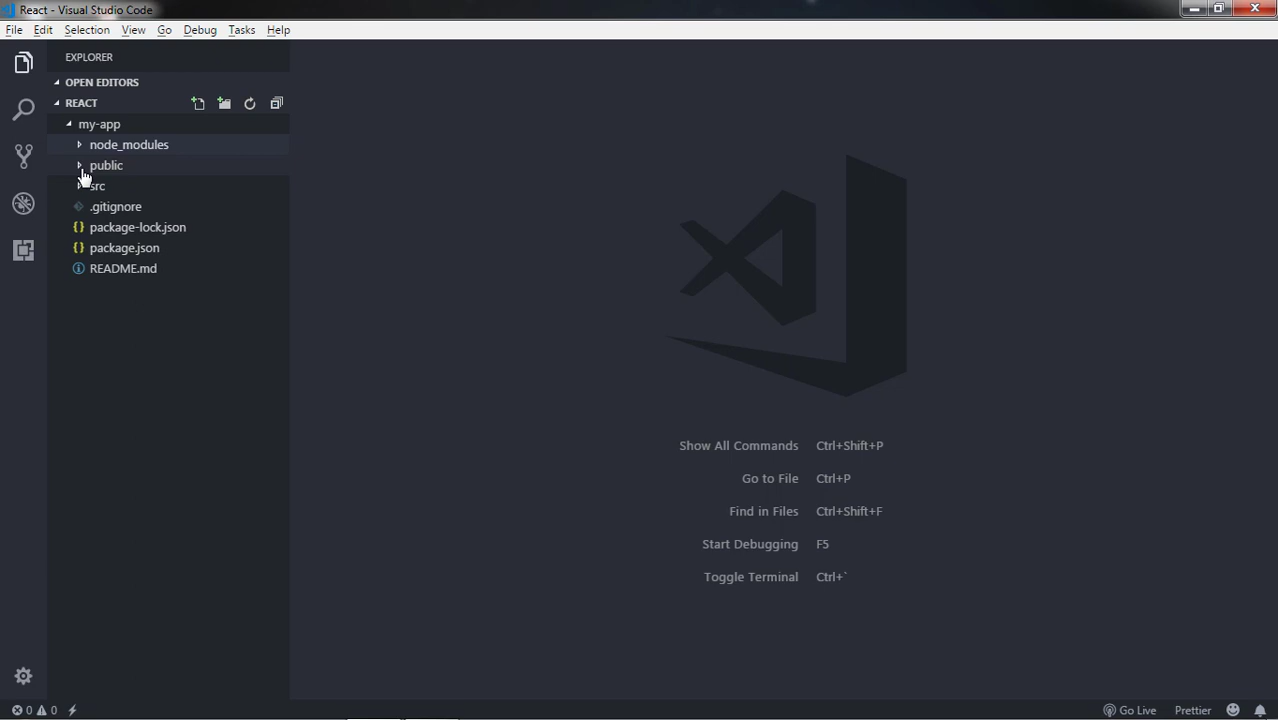 React - Visual Studio Code
File Edit Selection View Go Debug Tasks Help
EXPLORER
OPEN EDITORS
REACT
my-app
node_modules
public
src
.gitignore
{} package-lock.json
{} package.json
README.md
Show All Commands Ctrl+Shift+P
Go to File Ctrl+P
Find in Files Ctrl+Shift+F
Start Debugging F5
Toggle Terminal Ctrl+`
0 0 Go Live Prettier